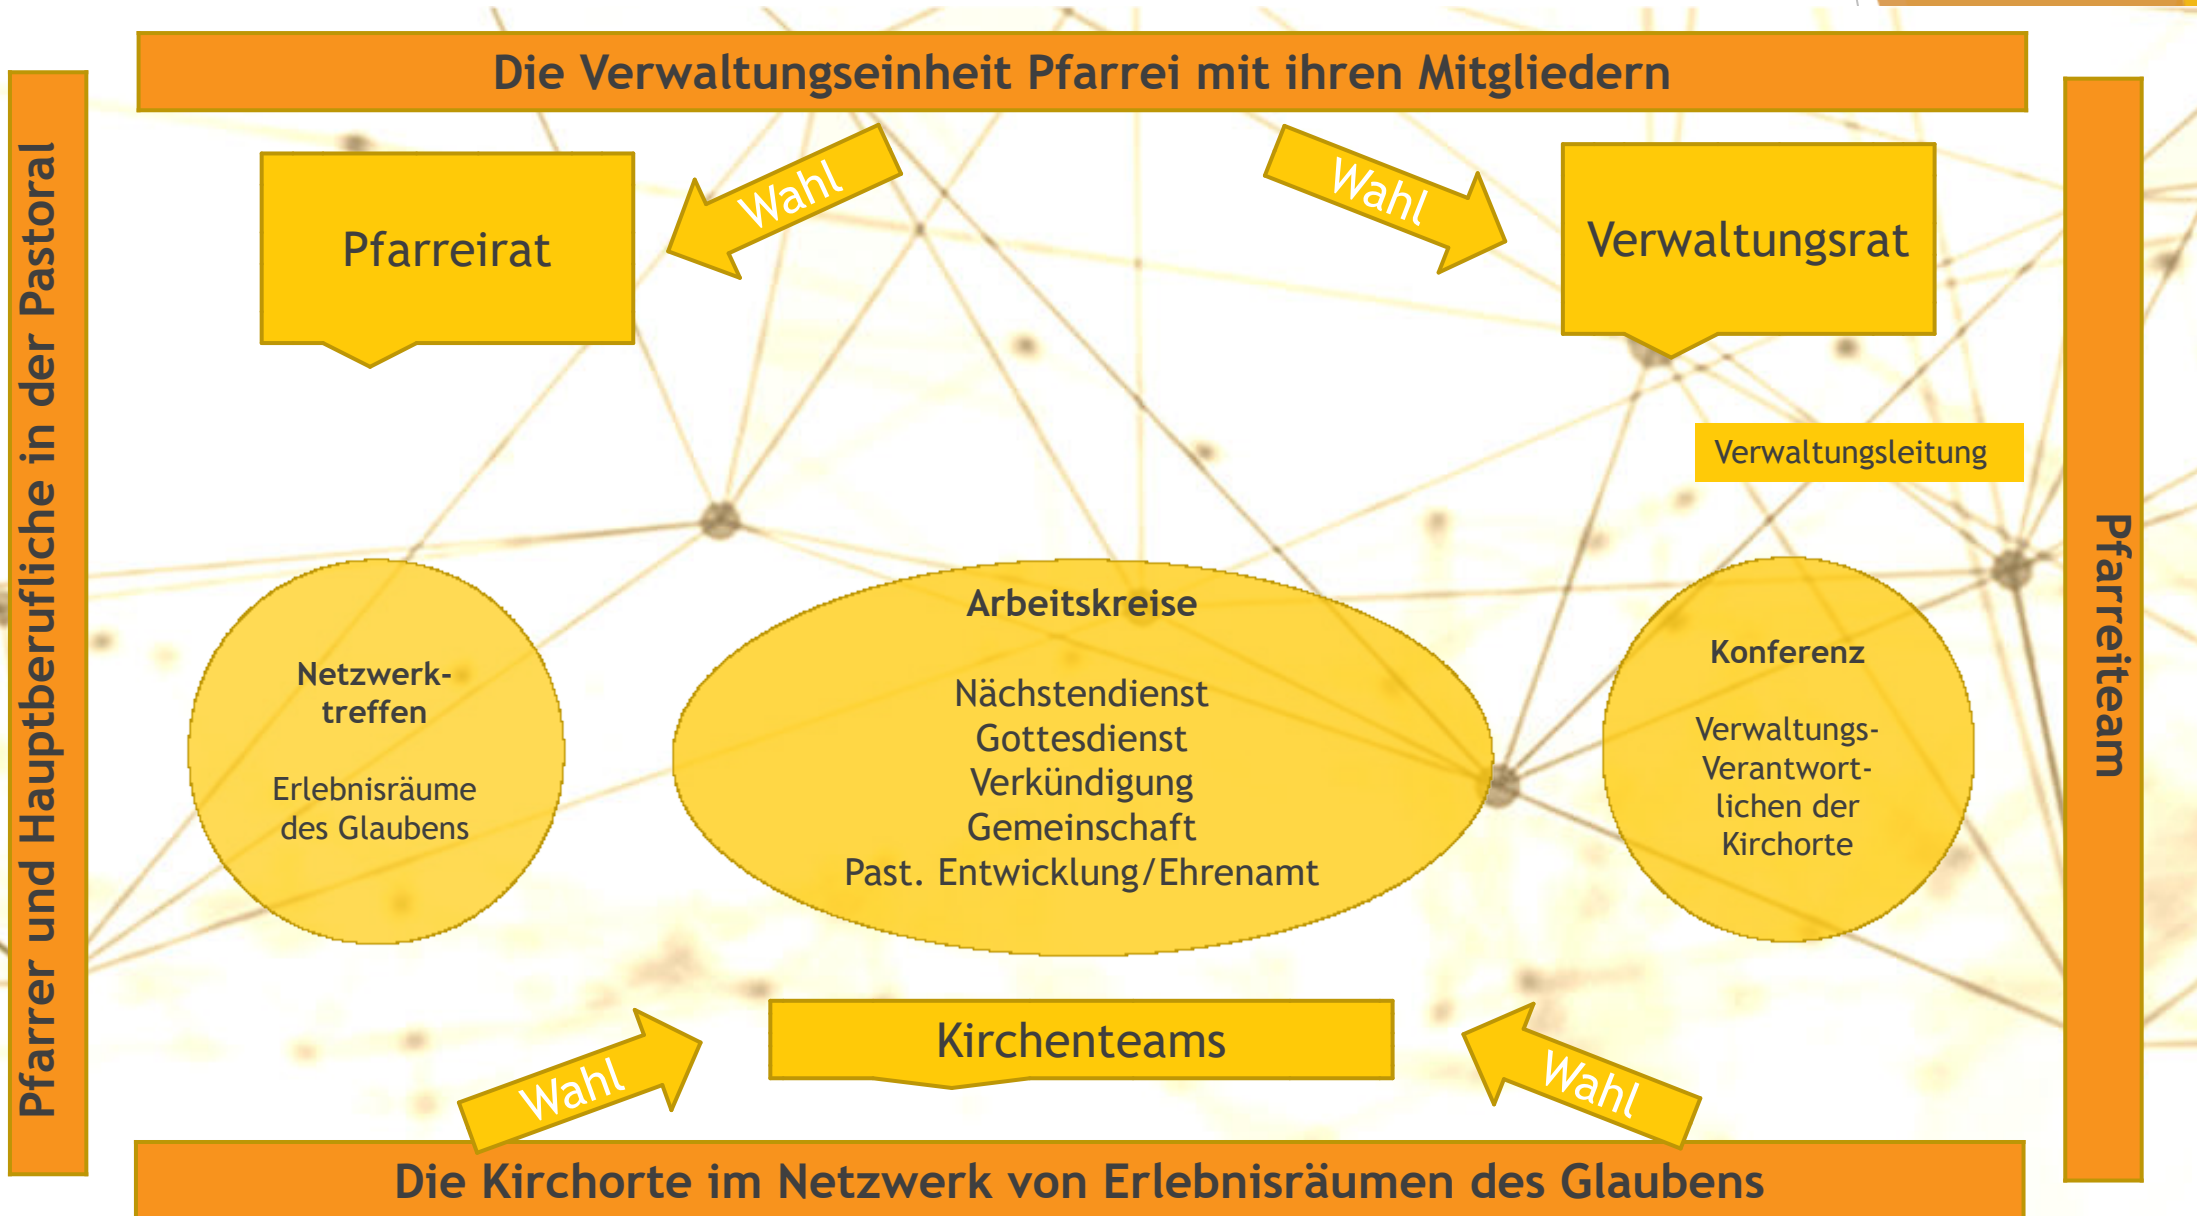 Die Verwaltungseinheit Pfarrei mit ihren Mitgliedern
Pfarrer und Hauptberufliche in der Pastoral
Pfarreirat
Wahl
Wahl
Verwaltungsrat
Verwaltungsleitung
Pfarreiteam
Netzwerk-
treffen
Erlebnisräume
des Glaubens
Arbeitskreise
Nächstendienst
Gottesdienst
Verkündigung
Gemeinschaft
Past. Entwicklung/Ehrenamt
Konferenz
Verwaltungs-
Verantwort-
lichen der
Kirchorte
Wahl
Kirchenteams
Wahl
Die Kirchorte im Netzwerk von Erlebnisräumen des Glaubens